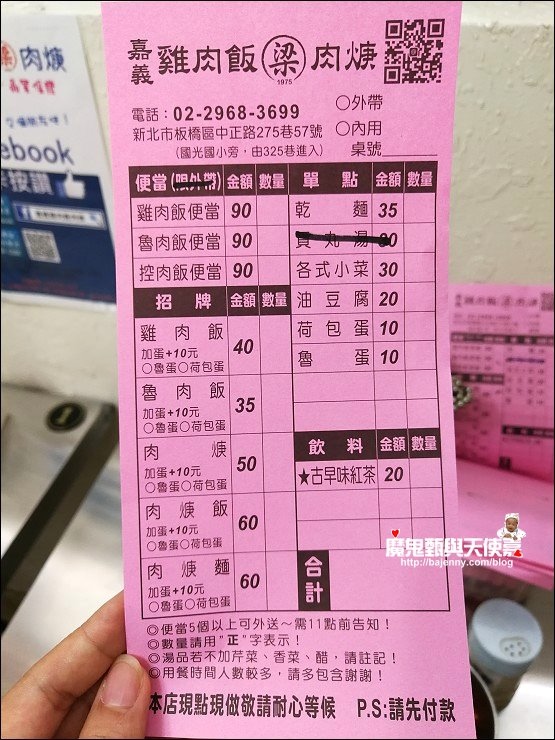 嘉義 雞肉飯 梁 肉焿
1975
電話：02-2968-3699
○外帶
新北市板橋區中正路275巷57號
○內用
(國光國小旁，由325巷進入)
桌號
便當(限外帶) 金額 數量
雞肉飯便當 90
魯肉飯便當 90
控肉飯便當 90
招牌 金額 數量
雞肉飯 40
加蛋+10元
○魯蛋○荷包蛋
魯肉飯 35
加蛋+10元
○魯蛋○荷包蛋
肉焿 50
加蛋+10元
○魯蛋○荷包蛋
肉焿飯 60
加蛋+10元
○魯蛋○荷包蛋
肉焿麵 60
加蛋+10元
○魯蛋○荷包蛋
單點 金額 數量
乾麵 35
貢丸湯 30
各式小菜 30
油豆腐 20
荷包蛋 10
魯蛋 10
飲料 金額 數量
★古早味紅茶 20
合計
◎便當5個以上可外送～需11點前告知！
◎數量請用"正"字表示！
◎湯品若不加芹菜、香菜、醋，請註記！
◎用餐時間人數較多，請多包含謝謝！
本店現點現做敬請耐心等候 P.S:請先付款
肉焿
ebook
魔鬼甄與天使嘉
http://bajenny.com/blog